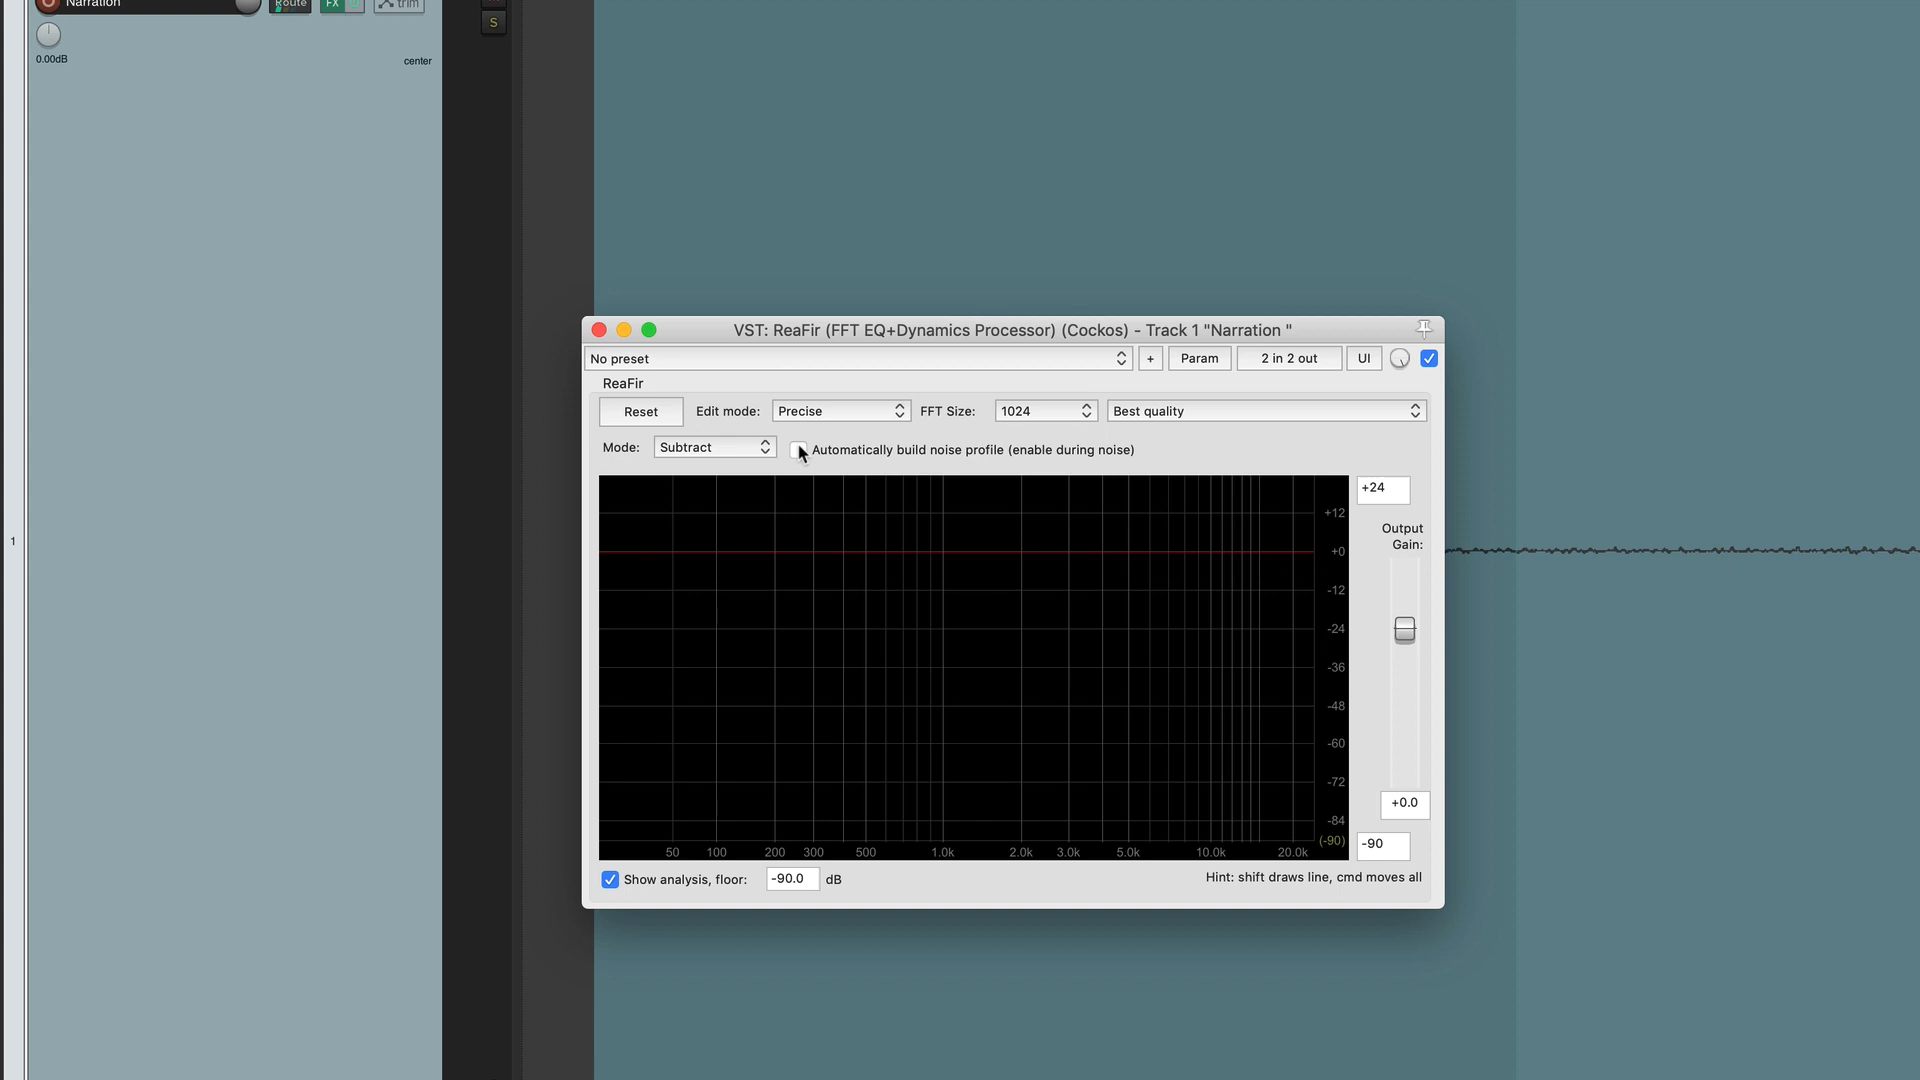 Narration
Route
FX
trim
S
0.00dB
center
1
VST: ReaFir (FFT EQ+Dynamics Processor) (Cockos) - Track 1 "Narration "
No preset
+
Param
2 in 2 out
UI
ReaFir
Reset
Edit mode:
Precise
FFT Size:
1024
Best quality
Mode:
Subtract
Automatically build noise profile (enable during noise)
+24
+12
Output
Gain:
+0
-12
-24
-36
-48
-60
-72
+0.0
-84
(-90)
-90
50 100 200 300 500 1.0k 2.0k 3.0k 5.0k 10.0k 20.0k
Show analysis, floor:
-90.0
dB
Hint: shift draws line, cmd moves all